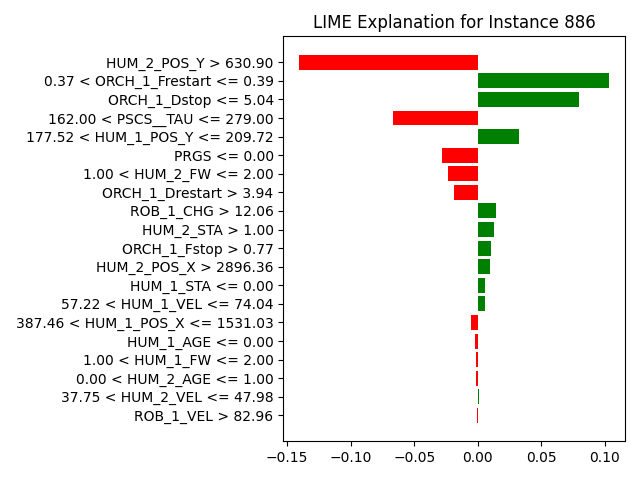 LIME Explanation for Instance 886
HUM_2_POS_Y > 630.90
0.37 < ORCH_1_Frestart <= 0.39
ORCH_1_Dstop <= 5.04
162.00 < PSCS__TAU <= 279.00
177.52 < HUM_1_POS_Y <= 209.72
PRGS <= 0.00
1.00 < HUM_2_FW <= 2.00
ORCH_1_Drestart > 3.94
ROB_1_CHG > 12.06
HUM_2_STA > 1.00
ORCH_1_Fstop > 0.77
HUM_2_POS_X > 2896.36
HUM_1_STA <= 0.00
57.22 < HUM_1_VEL <= 74.04
387.46 < HUM_1_POS_X <= 1531.03
HUM_1_AGE <= 0.00
1.00 < HUM_1_FW <= 2.00
0.00 < HUM_2_AGE <= 1.00
37.75 < HUM_2_VEL <= 47.98
ROB_1_VEL > 82.96
−0.15 −0.10 −0.05 0.00 0.05 0.10